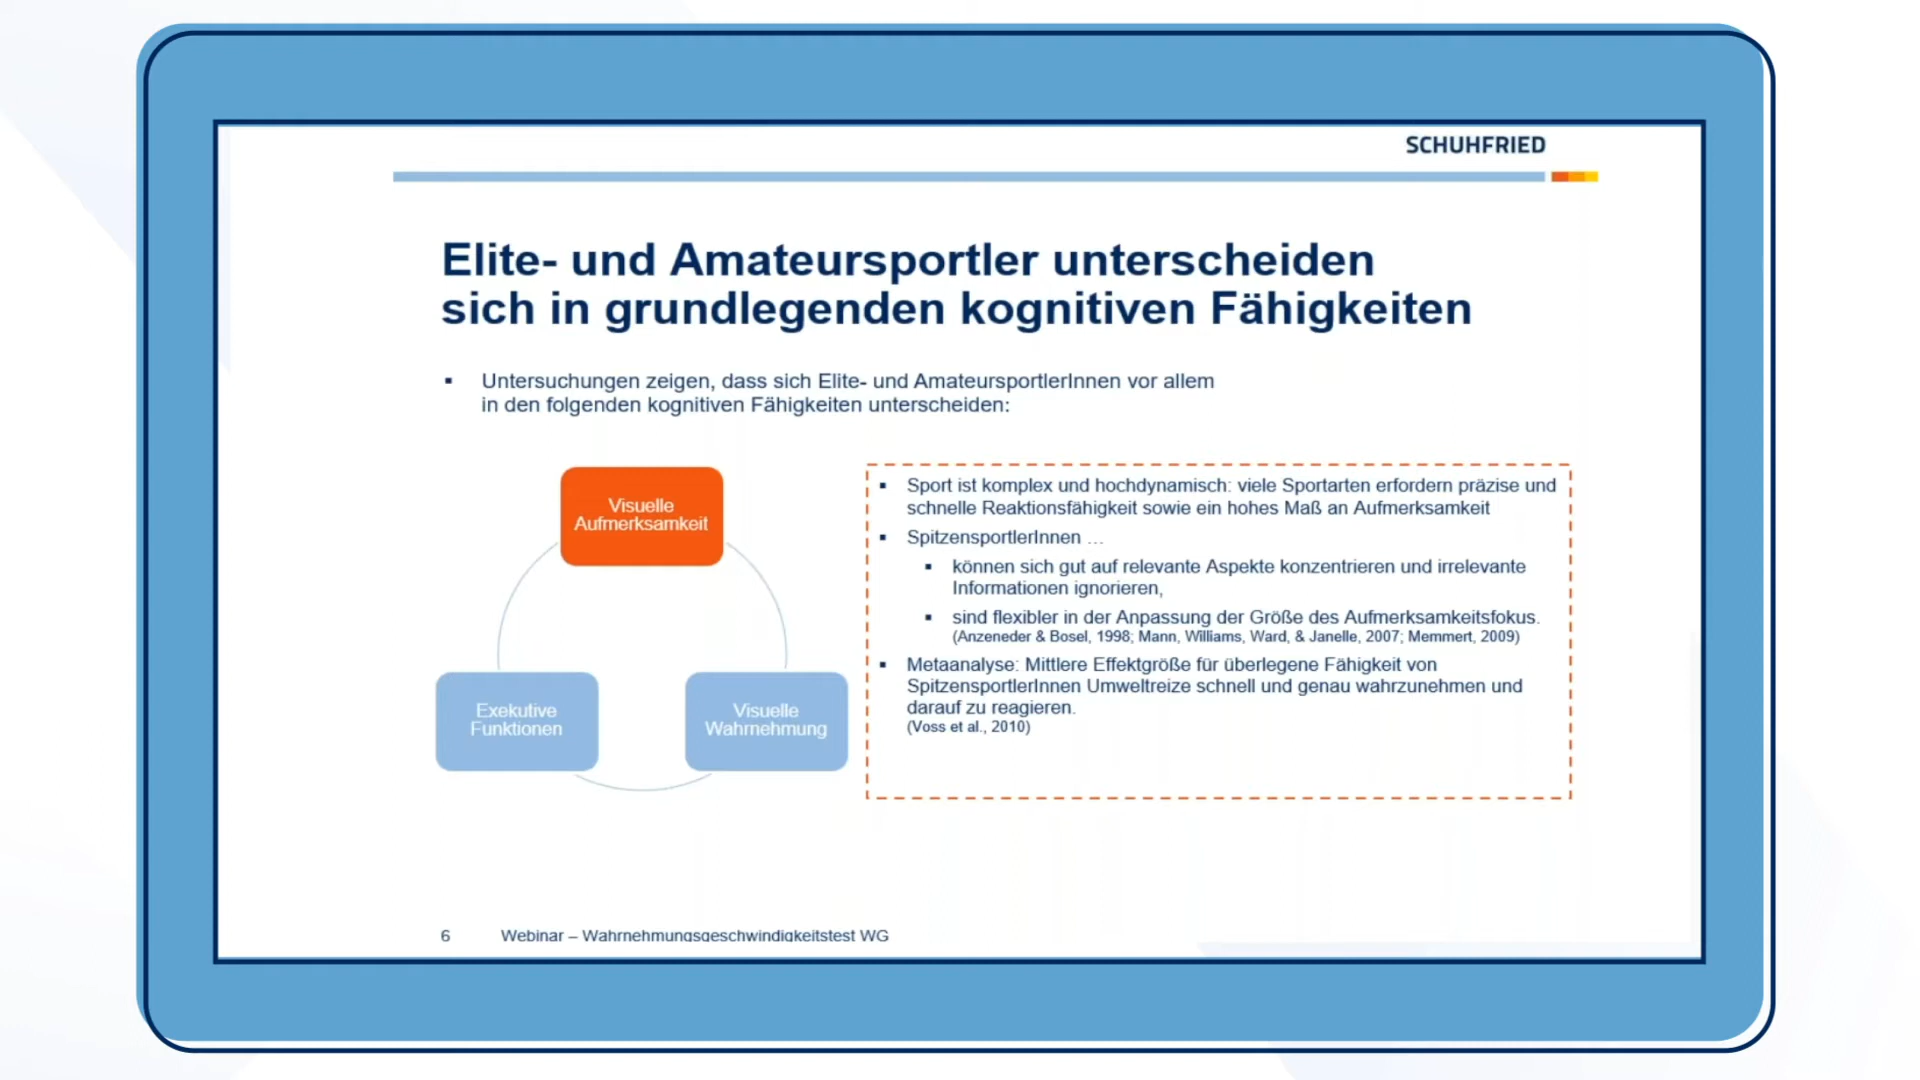 SCHUHFRIED
Elite- und Amateursportler unterscheiden
sich in grundlegenden kognitiven Fähigkeiten
▪ Untersuchungen zeigen, dass sich Elite- und AmateursportlerInnen vor allem
in den folgenden kognitiven Fähigkeiten unterscheiden:
Visuelle
Aufmerksamkeit
Exekutive
Funktionen
Visuelle
Wahrnehmung
▪ Sport ist komplex und hochdynamisch: viele Sportarten erfordern präzise und
schnelle Reaktionsfähigkeit sowie ein hohes Maß an Aufmerksamkeit
▪ SpitzensportlerInnen …
▪ können sich gut auf relevante Aspekte konzentrieren und irrelevante
Informationen ignorieren,
▪ sind flexibler in der Anpassung der Größe des Aufmerksamkeitsfokus.
(Anzeneder & Bosel, 1998; Mann, Williams, Ward, & Janelle, 2007; Memmert, 2009)
▪ Metaanalyse: Mittlere Effektgröße für überlegene Fähigkeit von
SpitzensportlerInnen Umweltreize schnell und genau wahrzunehmen und
darauf zu reagieren.
(Voss et al., 2010)
6 Webinar – Wahrnehmungsgeschwindigkeitstest WG